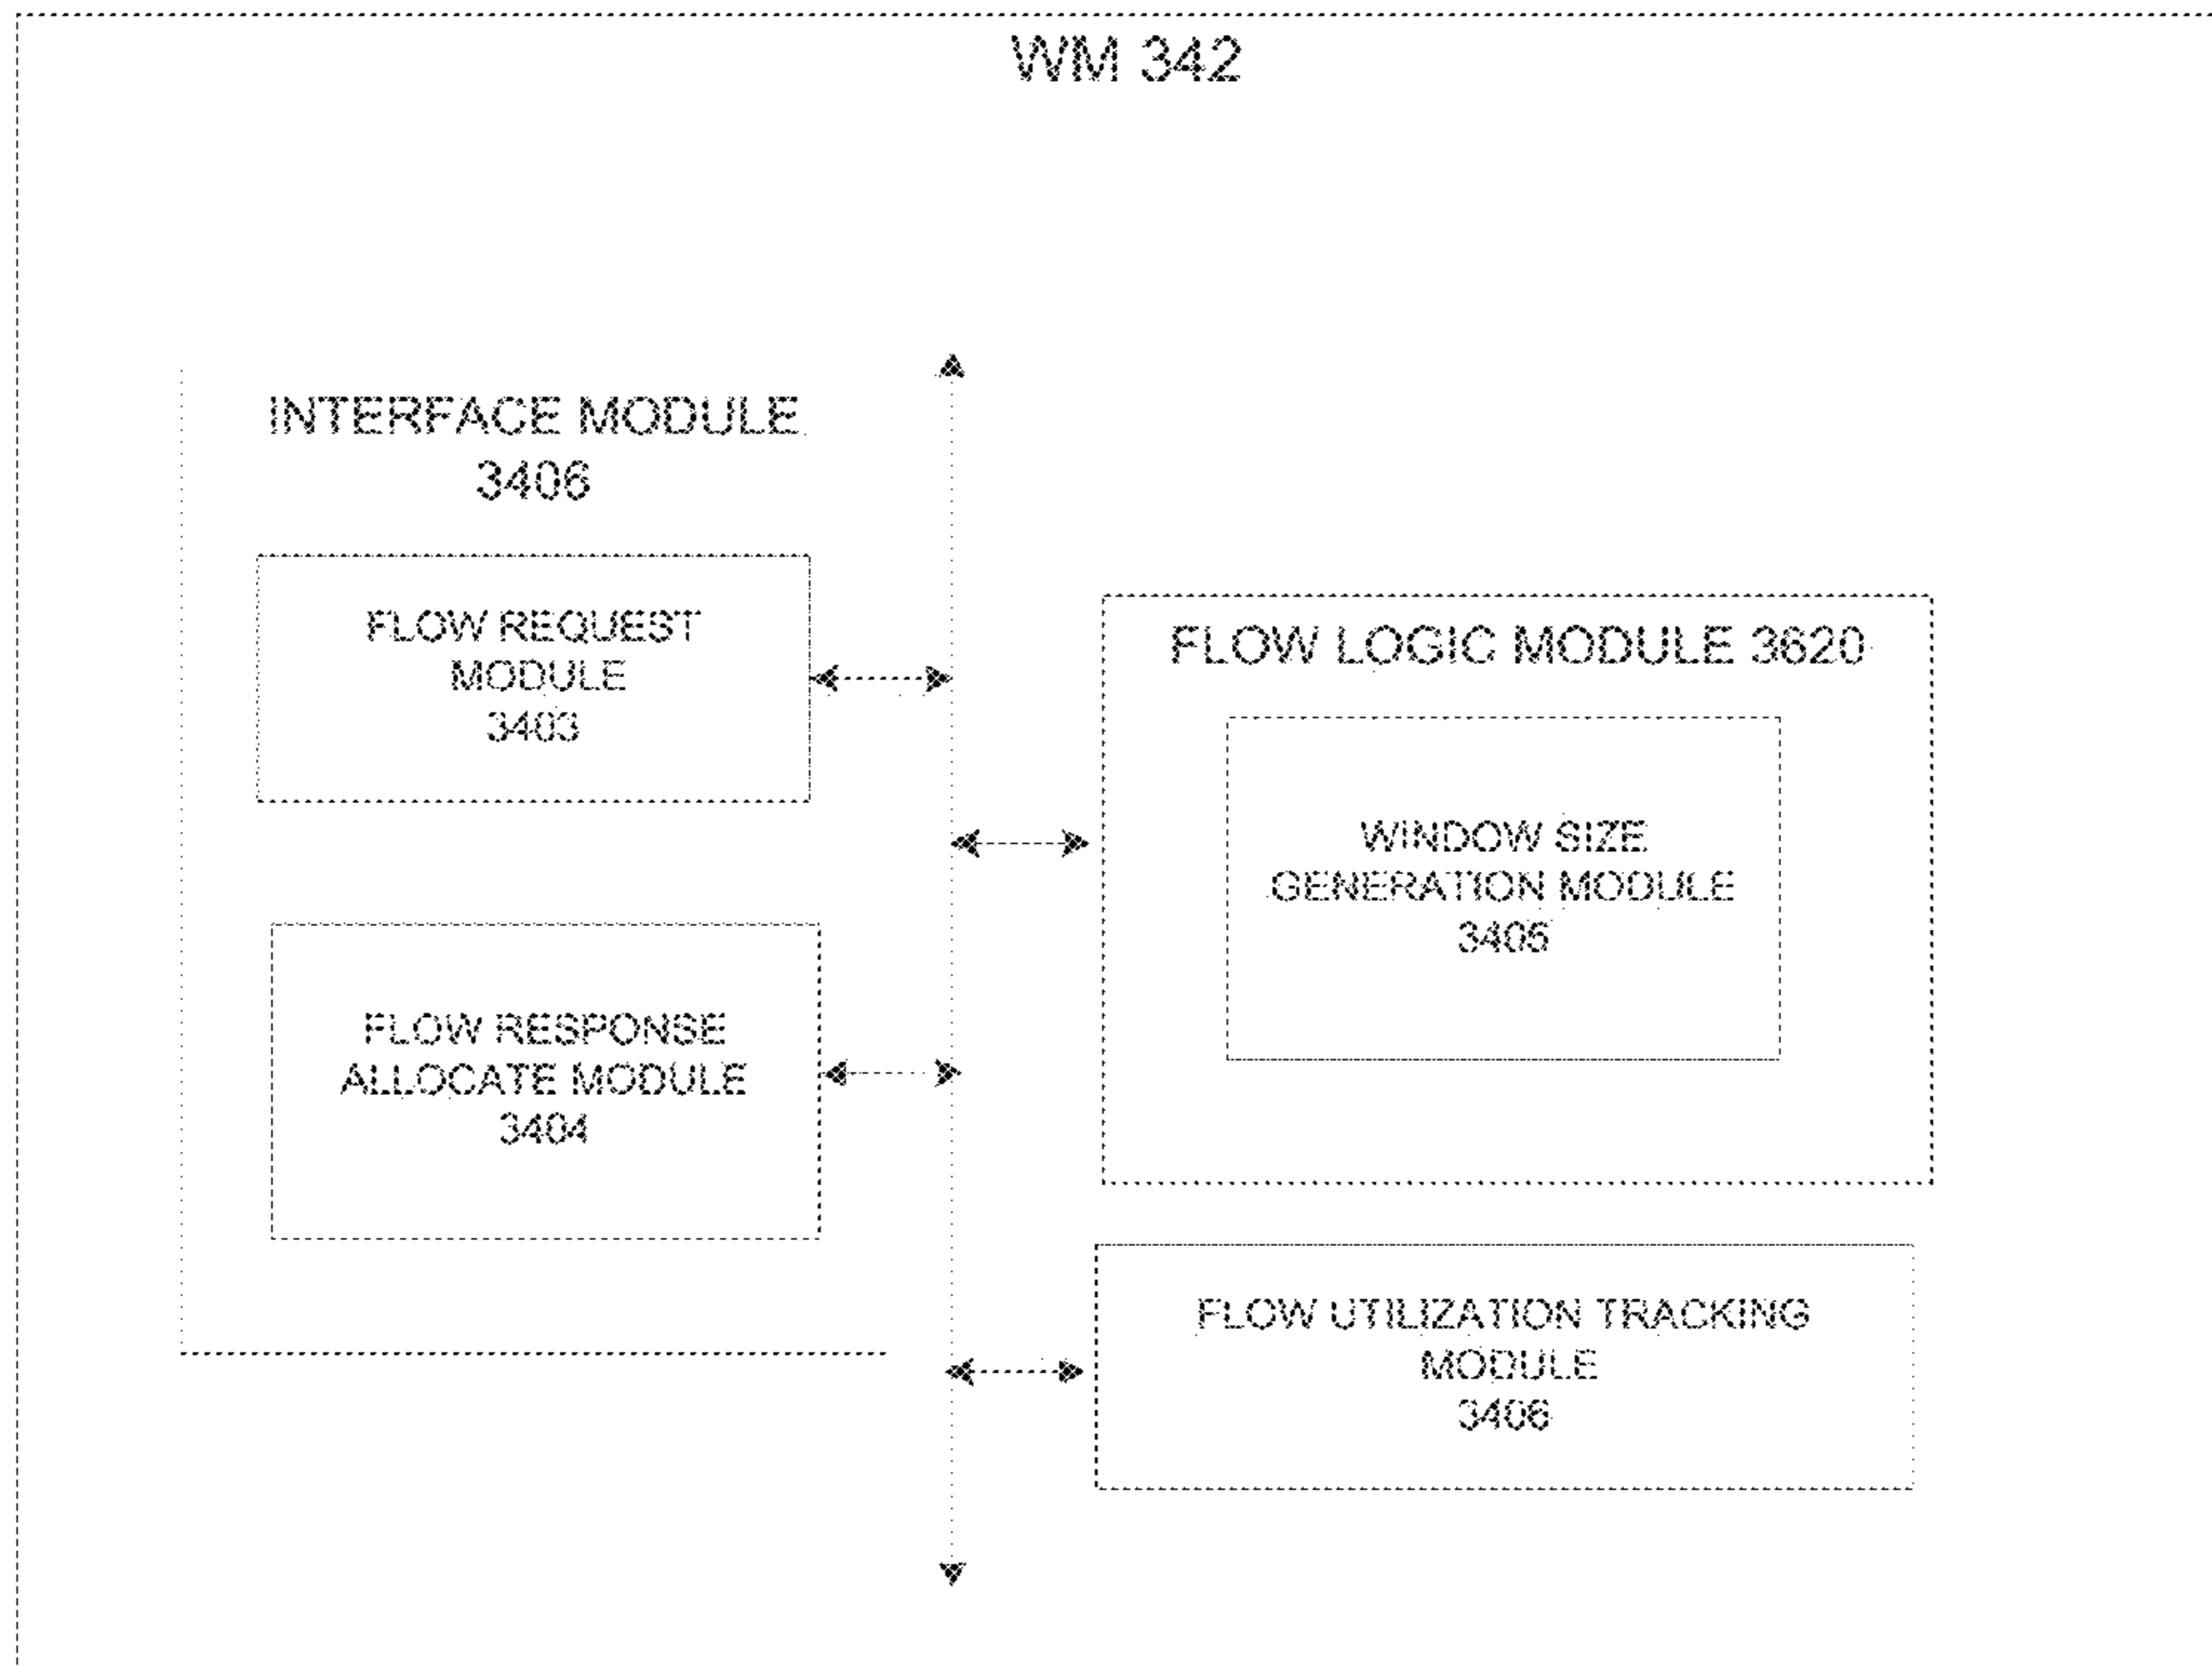 WM 342
INTERFACE MODULE
3406
FLOW REQUEST
MODULE
3403
FLOW RESPONSE
ALLOCATE MODULE
3404
FLOW LOGIC MODULE 3620
WINDOW SIZE
GENERATION MODULE
3405
FLOW UTILIZATION TRACKING
MODULE
3406